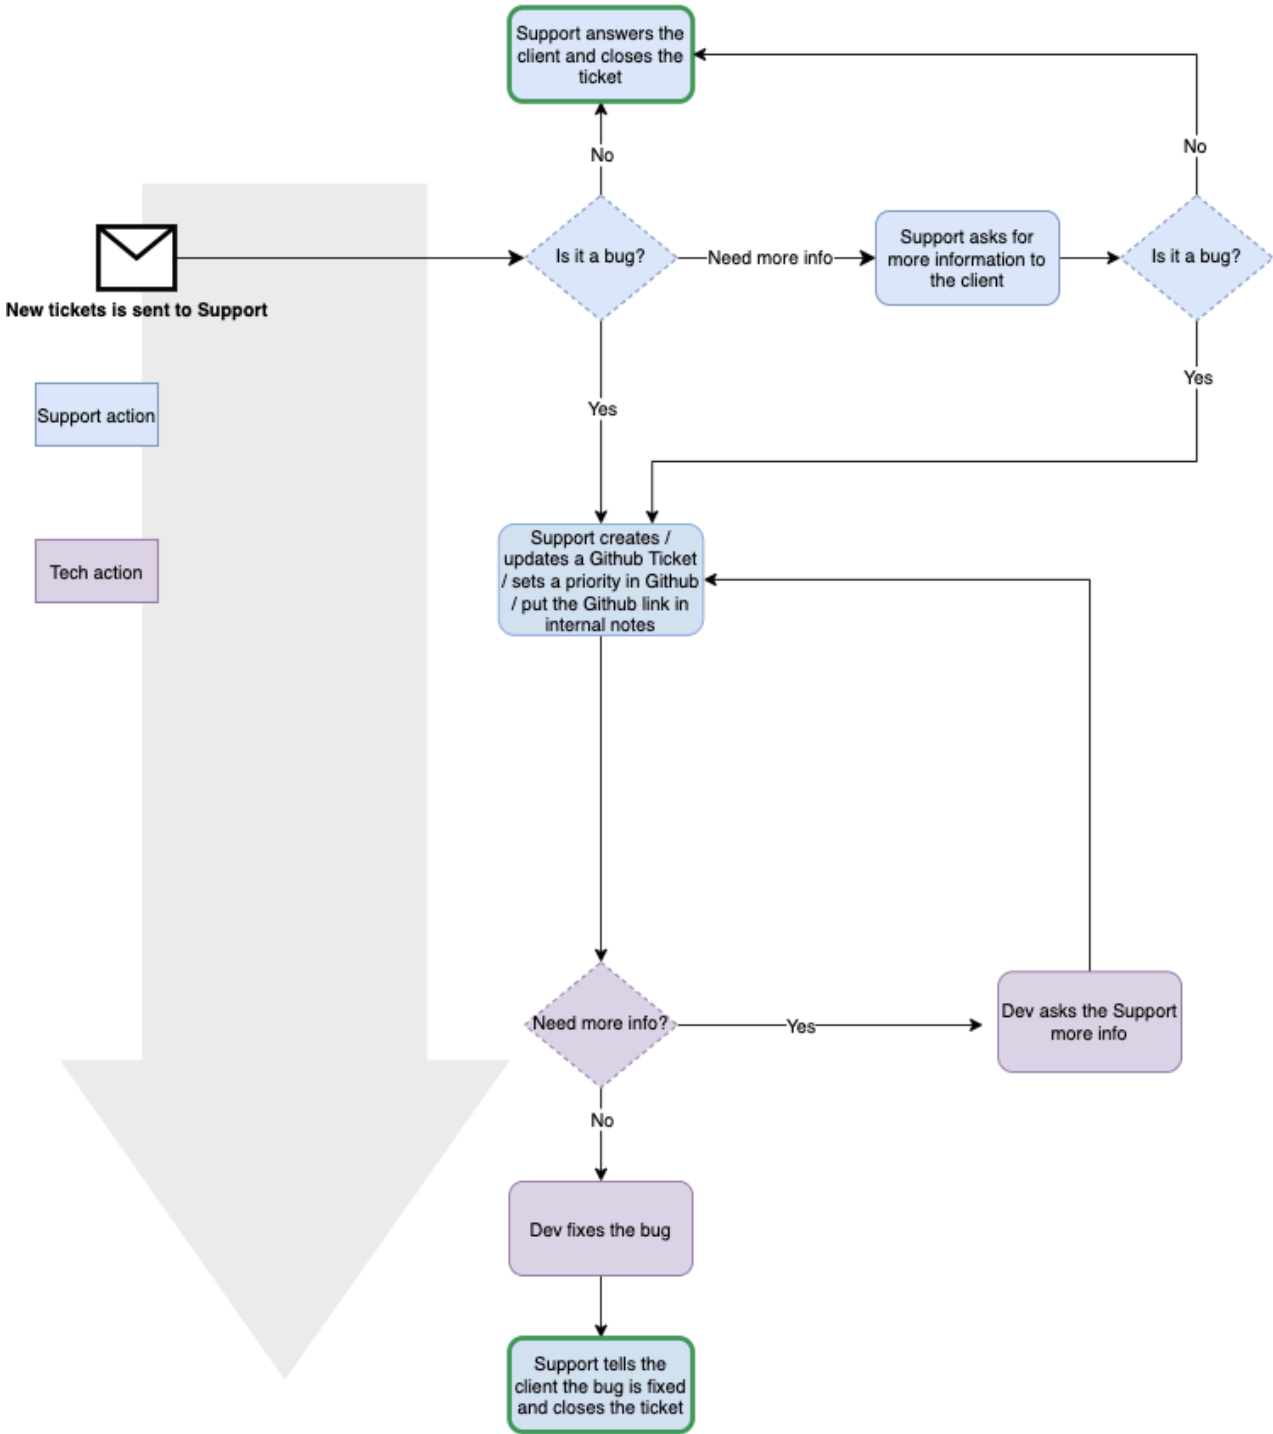 Support answers the
client and closes the
ticket
No
No
Is it a bug?
Need more info
Support asks for
more information to
the client
Is it a bug?
New tickets is sent to Support
Yes
Support action
Yes
Support creates /
updates a Github Ticket
/ sets a priority in Github
/ put the Github link in
internal notes
Tech action
Need more info?
Yes
Dev asks the Support
more info
No
Dev fixes the bug
Support tells the
client the bug is fixed
and closes the ticket